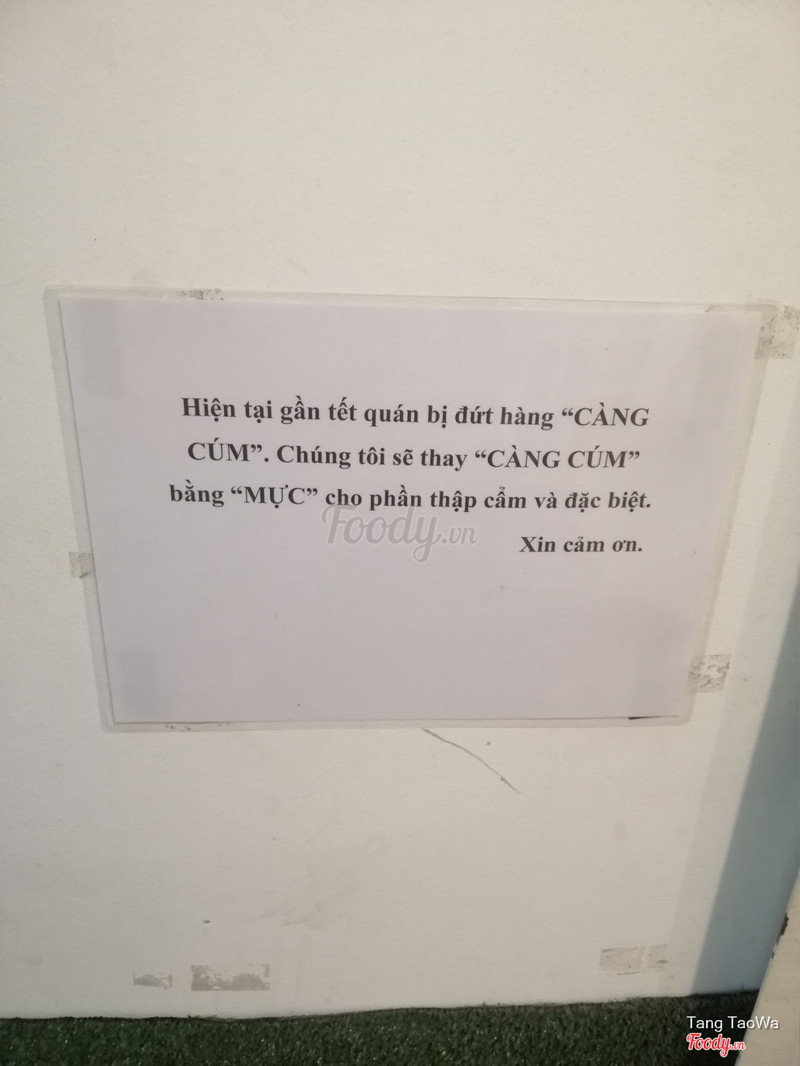 Hiện tại gần tết quán bị đứt hàng “CÀNG
CÚM”. Chúng tôi sẽ thay “CÀNG CÚM”
bằng “MỰC” cho phần thập cẩm và đặc biệt.
Foody.vn
Xin cảm ơn.
Tang TaoWa
Foody.vn